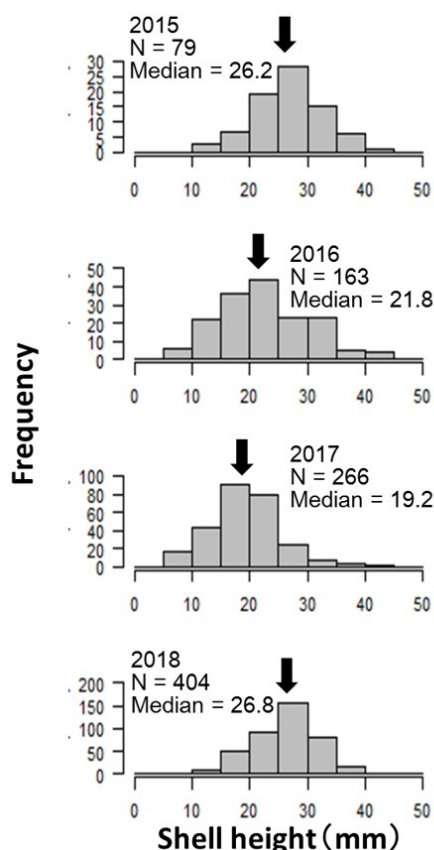 2015
N = 79
Median = 26.2
30
25
20
15
10
5
0
0 10 20 30 40 50
2016
N = 163
Median = 21.8
50
40
30
20
10
0
0 10 20 30 40 50
Frequency
2017
N = 266
Median = 19.2
100
80
60
40
20
0
0 10 20 30 40 50
2018
N = 404
Median = 26.8
200
150
100
50
0
0 10 20 30 40 50
Shell height（mm）